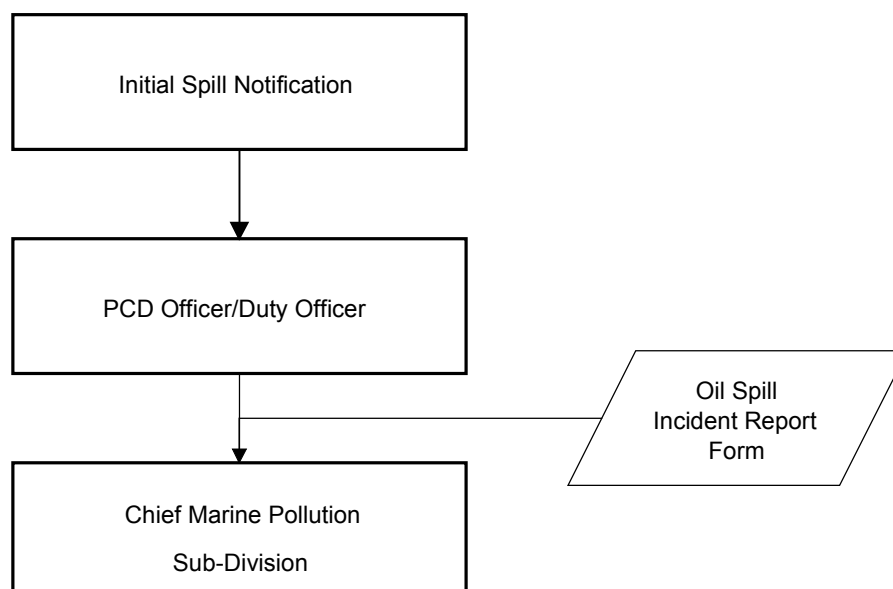 Initial Spill Notification
PCD Officer/Duty Officer
Oil Spill
Incident Report
Form
Chief Marine Pollution
Sub-Division